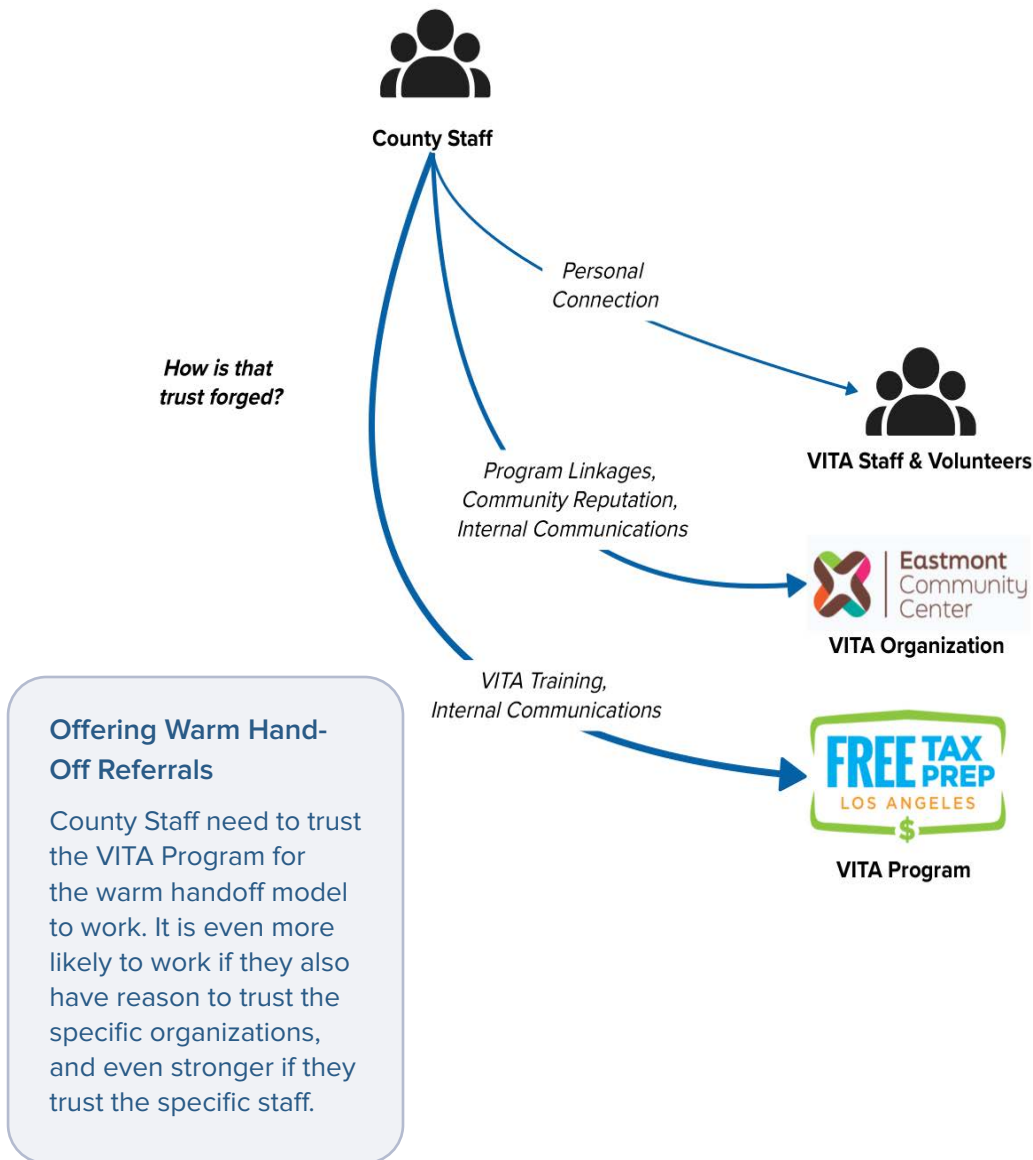 County Staff
Personal
Connection
How is that
trust forged?
VITA Staff & Volunteers
Program Linkages,
Community Reputation,
Internal Communications
Eastmont
Community
Center
VITA Organization
VITA Training,
Internal Communications
FREE TAX
PREP
LOS ANGELES
$
VITA Program
Offering Warm Hand-
Off Referrals
County Staff need to trust
the VITA Program for
the warm handoff model
to work. It is even more
likely to work if they also
have reason to trust the
specific organizations,
and even stronger if they
trust the specific staff.